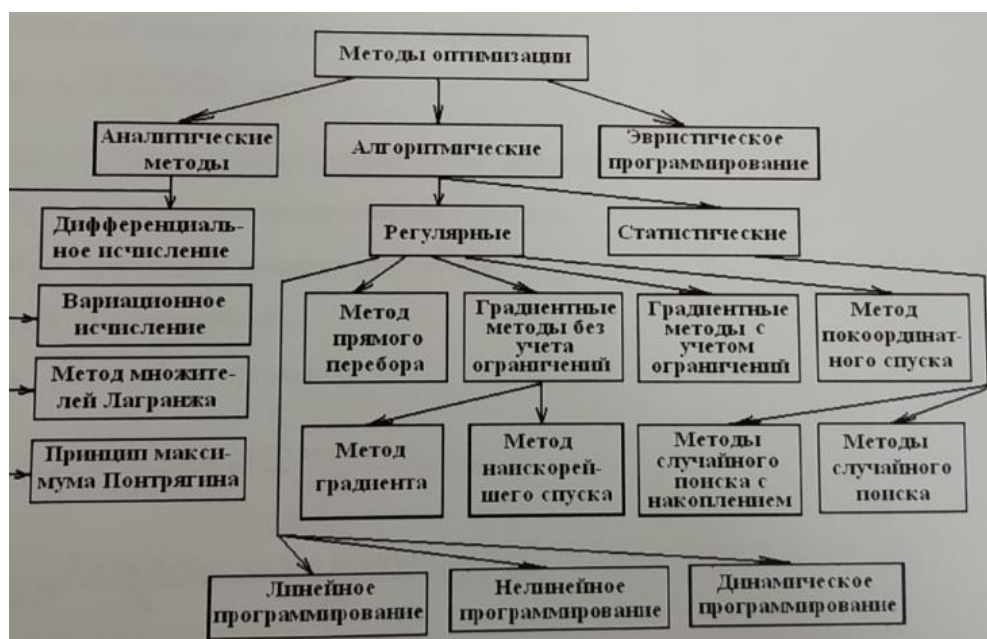 Методы оптимизации
Аналитические
методы
Алгоритмические
Эвристическое
программирование
Дифференциаль-
ное исчисление
Регулярные
Статистические
Вариационное
исчисление
Метод
прямого
перебора
Градиентные
методы без
учета
ограничений
Градиентные
методы с
учетом
ограничений
Метод
покоординат-
ного спуска
Метод множите-
лей Лагранжа
Метод
градиента
Метод
наискорей-
шего спуска
Методы
случайного
поиска с
накоплением
Методы
случайного
поиска
Принцип макси-
мума Понтрягина
Линейное
программирование
Нелинейное
программирование
Динамическое
программирование